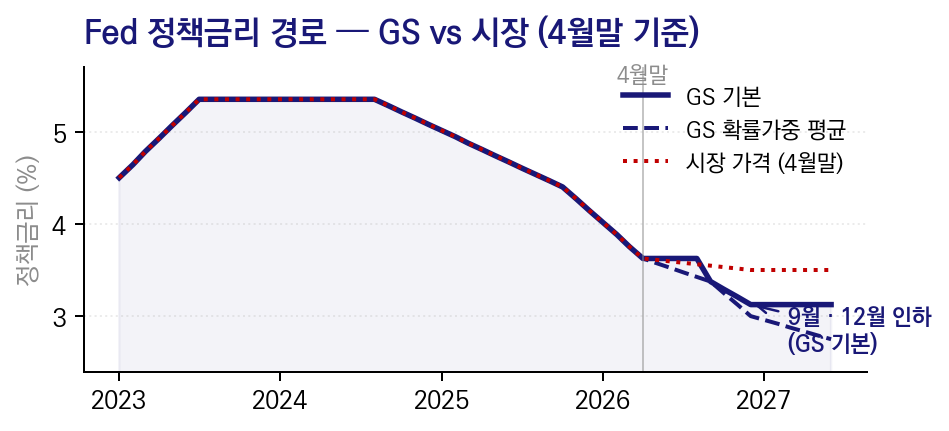 Fed 정책금리 경로 — GS vs 시장 (4월말 기준)
4월말
GS 기본
GS 확률가중 평균
시장 가격 (4월말)
정책금리 (%)
5
4
3
9월 · 12월 인하
(GS 기본)
2023 2024 2025 2026 2027